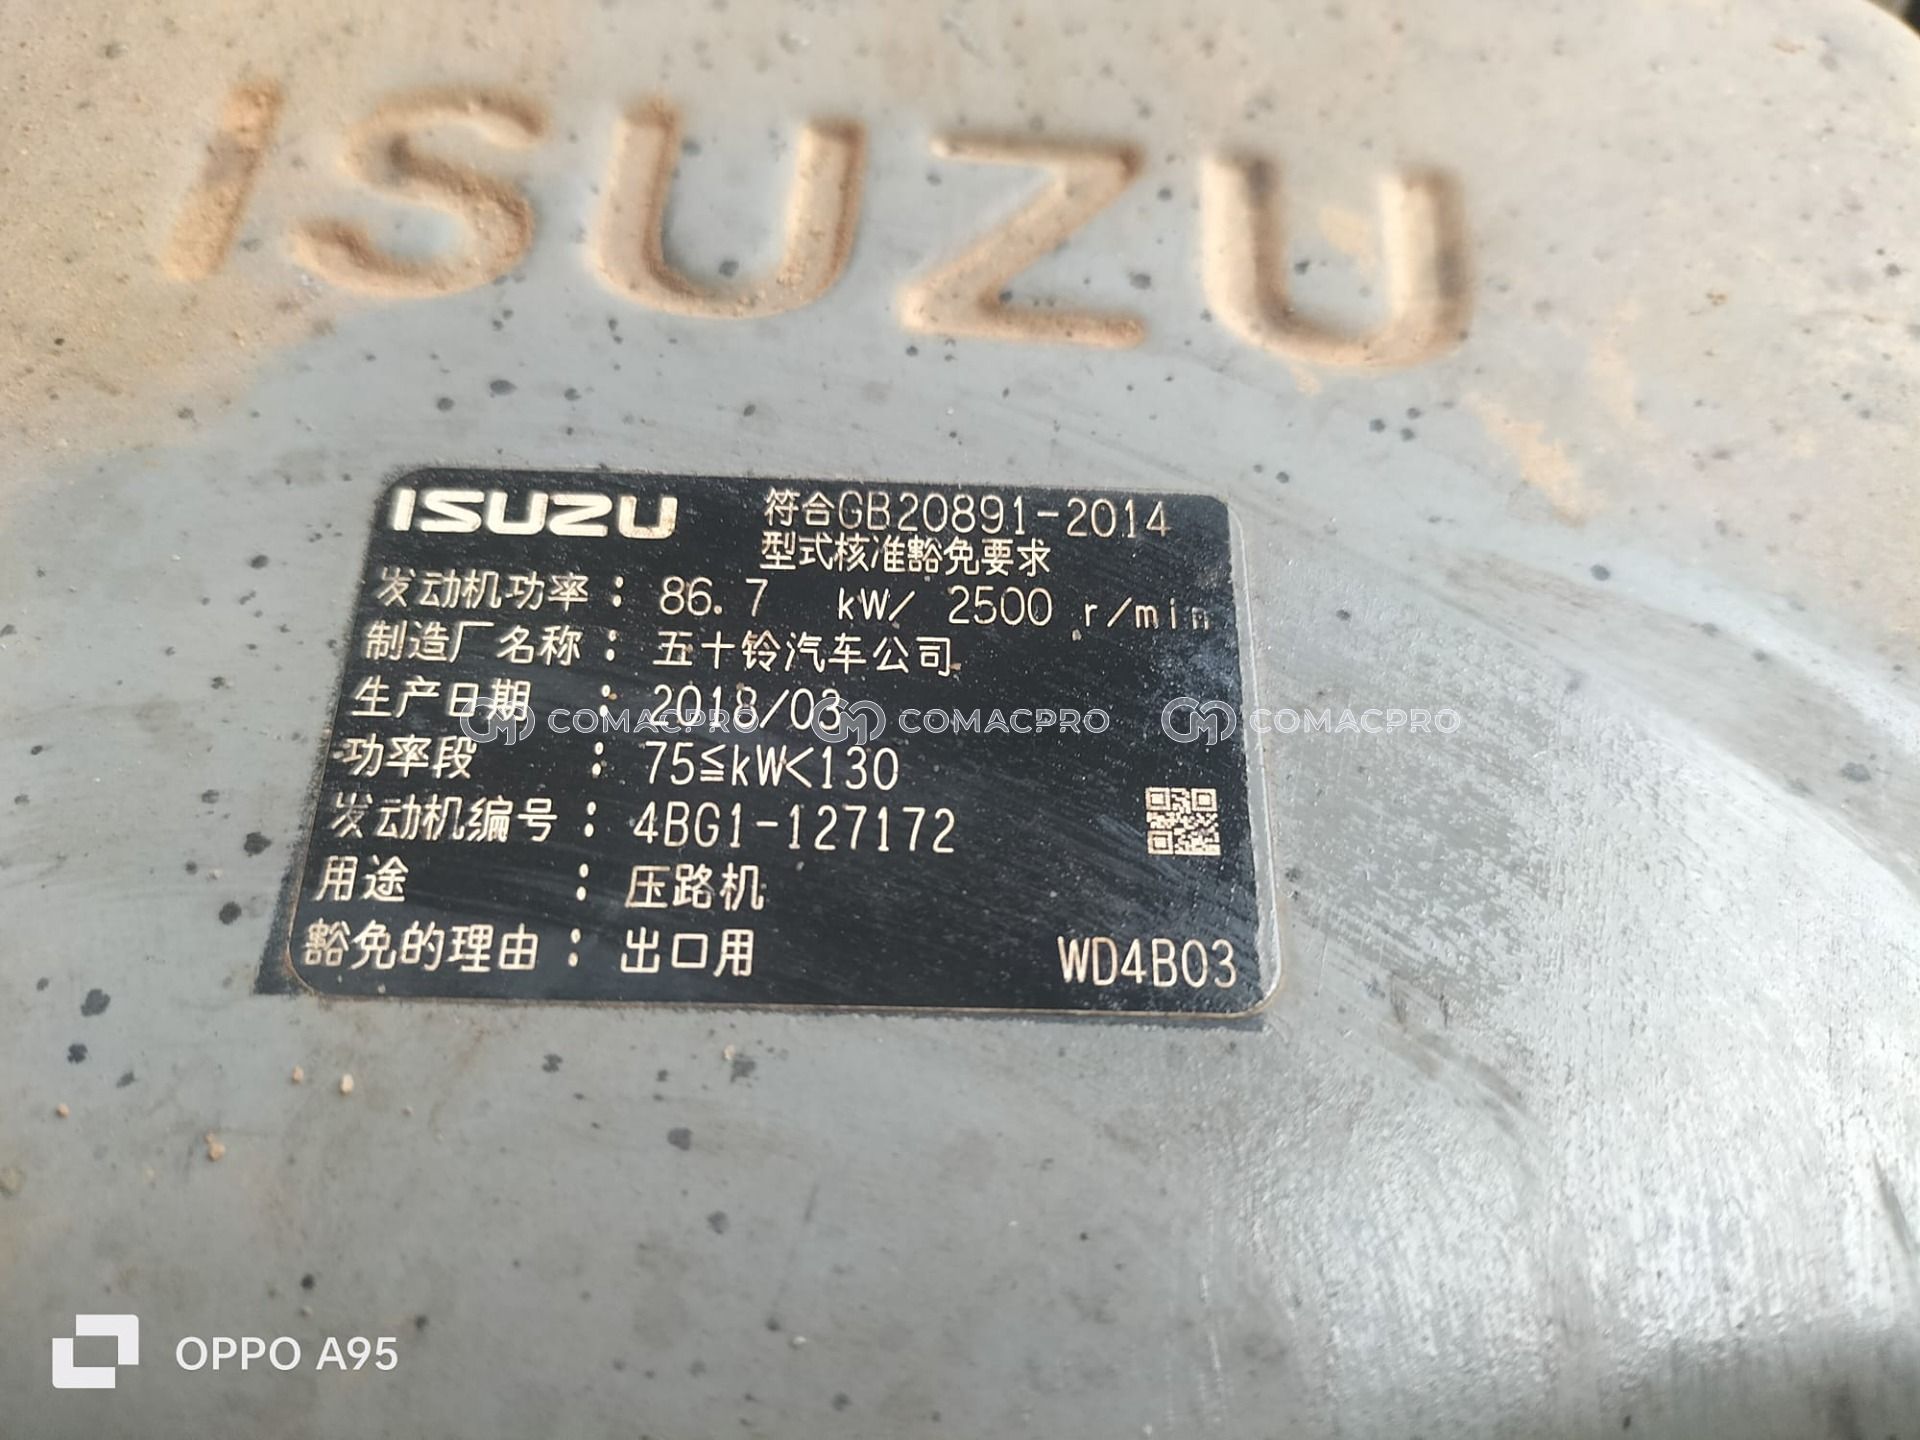 ISUZU
ISUZU 符合GB20891-2014
型式核准豁免要求
发动机功率：86.7 kW/ 2500 r/min
制造厂名称：五十铃汽车公司
生产日期：2018/03
COMACPRO COMACPRO COMACPRO
功率段：75≦kW<130
发动机编号：4BG1-127172
用途：压路机
豁免的理由：出口用 WD4B03
OPPO A95